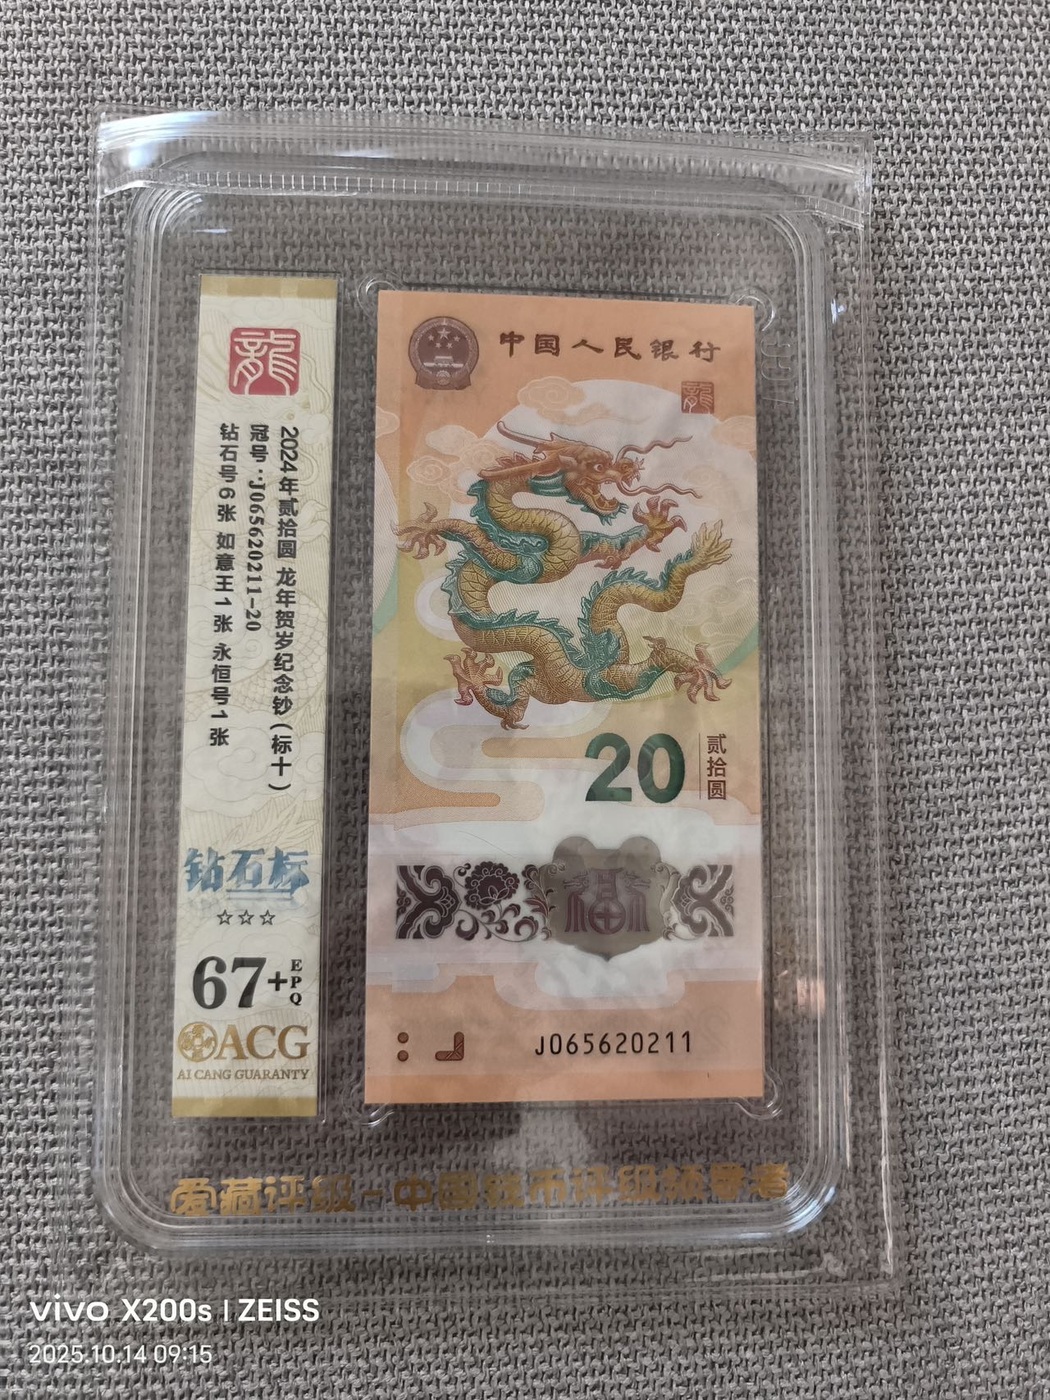 龍
2024年贰拾圆 龙年贺岁纪念钞(标十)
冠号:J065620211-20
钻石号6张 如意王1张 永恒号1张
钻石标
☆☆☆
67+
EPQ
ACG
AI CANG GUARANTY
中国人民银行
龍
20
贰拾圆
福
J065620211
爱藏评级-中国钱币评级领导者
vivo X200s | ZEISS
2025.10.14 09:15